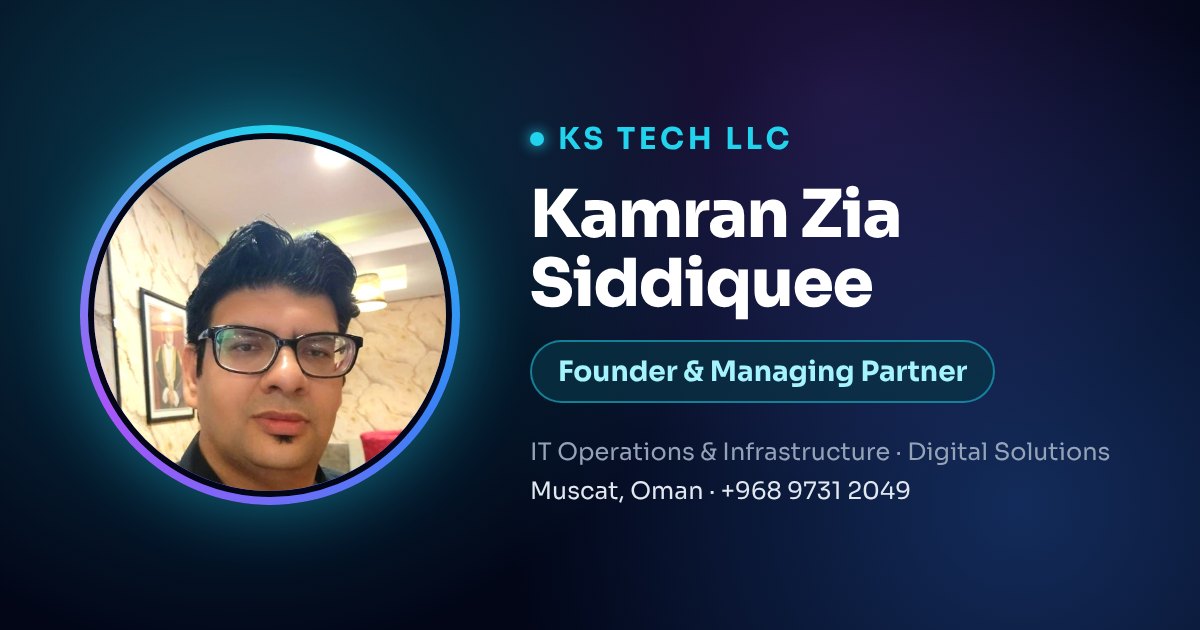 KS TECH LLC
Kamran Zia
Siddiquee
Founder & Managing Partner
IT Operations & Infrastructure · Digital Solutions
Muscat, Oman · +968 9731 2049